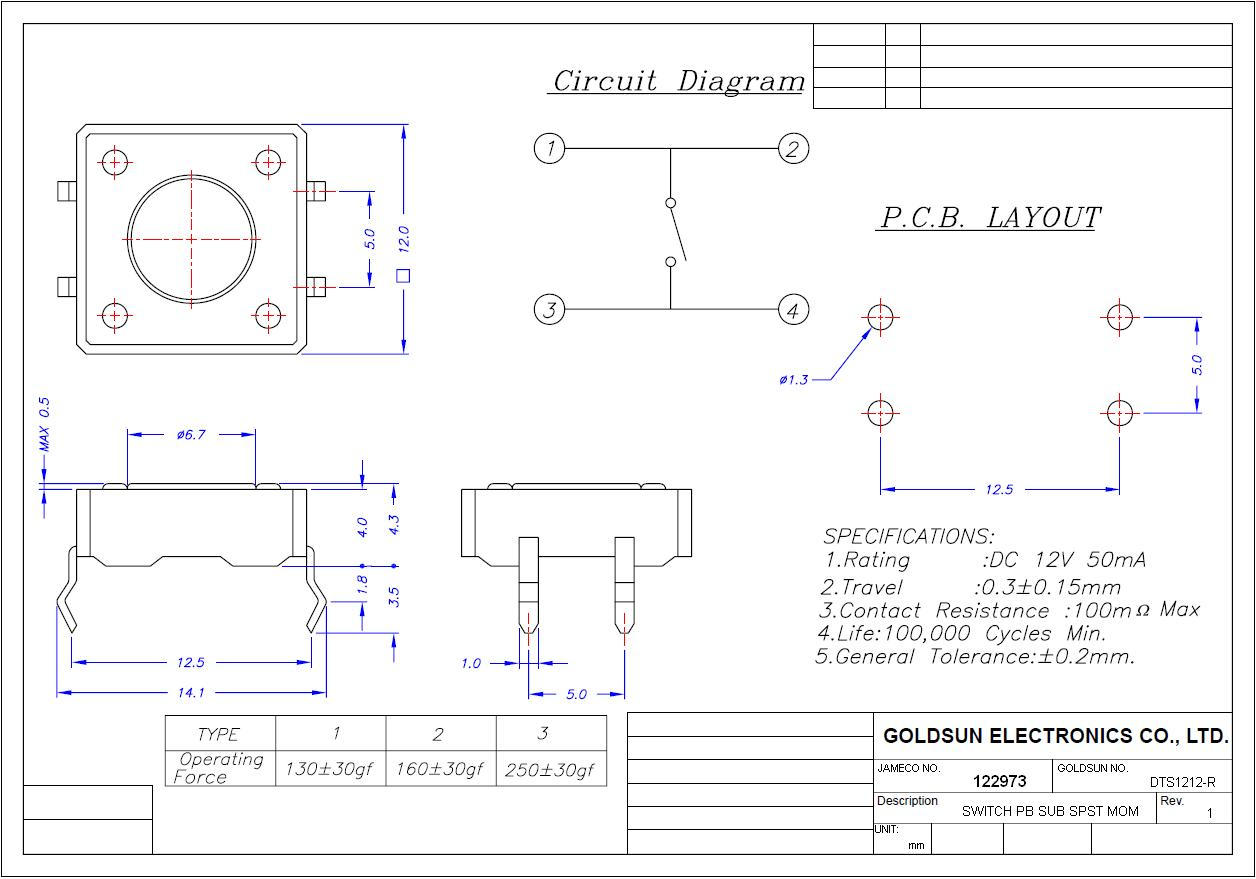 Circuit Diagram
1
2
3
4
5.0
□ 12.0
P.C.B. LAYOUT
ø1.3
5.0
12.5
MAX 0.5
ø6.7
4.0
4.3
1.8
3.5
12.5
14.1
1.0
5.0
SPECIFICATIONS:
1.Rating :DC 12V 50mA
2.Travel :0.3±0.15mm
3.Contact Resistance :100mΩ Max
4.Life:100,000 Cycles Min.
5.General Tolerance:±0.2mm.
TYPE 1 2 3
Operating Force 130±30gf 160±30gf 250±30gf
GOLDSUN ELECTRONICS CO., LTD.
JAMECO NO. 122973 GOLDSUN NO. DTS1212-R
Description SWITCH PB SUB SPST MOM Rev. 1
UNIT: mm